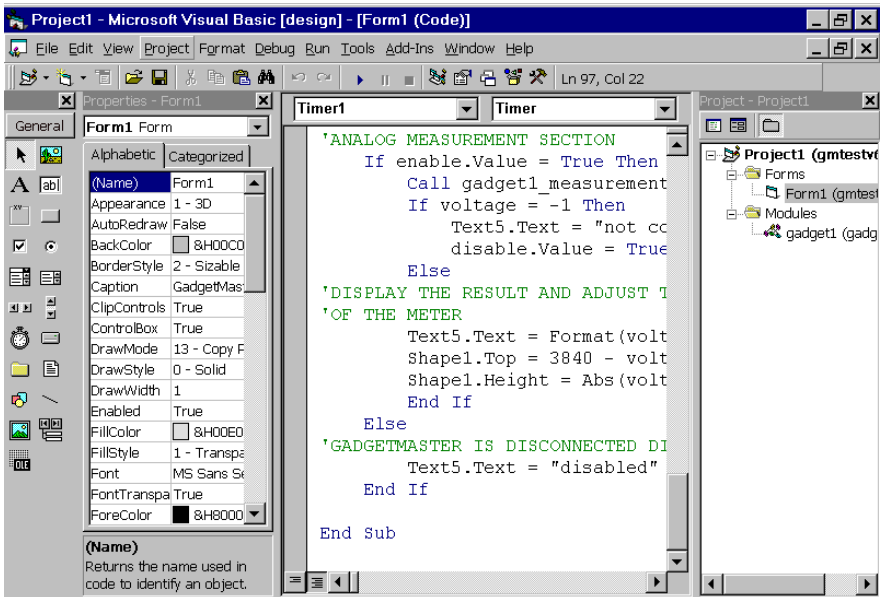 Project1 - Microsoft Visual Basic [design] - [Form1 (Code)]
File Edit View Project Format Debug Run Tools Add-Ins Window Help
Ln 97, Col 22
General
A ab|
xv
OLE
Properties - Form1
Form1 Form
Alphabetic Categorized
(Name) Form1
Appearance 1 - 3D
AutoRedraw False
BackColor &H00C0
BorderStyle 2 - Sizable
Caption GadgetMas
ClipControls True
ControlBox True
DrawMode 13 - Copy P
DrawStyle 0 - Solid
DrawWidth 1
Enabled True
FillColor &H00E0
FillStyle 1 - Transpa
Font MS Sans Se
FontTranspa True
ForeColor &H8000
(Name)
Returns the name used in
code to identify an object.
Timer1 Timer
'ANALOG MEASUREMENT SECTION
If enable.Value = True Then
Call gadget1_measurement
If voltage = -1 Then
Text5.Text = "not co
disable.Value = True
Else
'DISPLAY THE RESULT AND ADJUST T
'OF THE METER
Text5.Text = Format(volt
Shape1.Top = 3840 - volt
Shape1.Height = Abs(volt
End If
Else
'GADGETMASTER IS DISCONNECTED DI
Text5.Text = "disabled"
End If
End Sub
Project - Project1
Project1 (gmtestv6
Forms
Form1 (gmtest
Modules
gadget1 (gadg